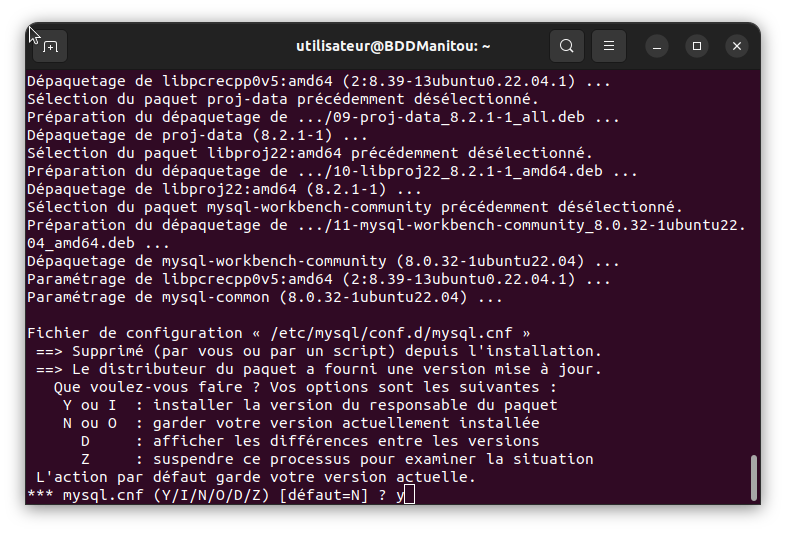 utilisateur@BDDManitou: ~
Dépaquetage de libpcrecpp0v5:amd64 (2:8.39-13ubuntu0.22.04.1) ...
Sélection du paquet proj-data précédemment désélectionné.
Préparation du dépaquetage de .../09-proj-data_8.2.1-1_all.deb ...
Dépaquetage de proj-data (8.2.1-1) ...
Sélection du paquet libproj22:amd64 précédemment désélectionné.
Préparation du dépaquetage de .../10-libproj22_8.2.1-1_amd64.deb ...
Dépaquetage de libproj22:amd64 (8.2.1-1) ...
Sélection du paquet mysql-workbench-community précédemment désélectionné.
Préparation du dépaquetage de .../11-mysql-workbench-community_8.0.32-1ubuntu22.
04_amd64.deb ...
Dépaquetage de mysql-workbench-community (8.0.32-1ubuntu22.04) ...
Paramétrage de libpcrecpp0v5:amd64 (2:8.39-13ubuntu0.22.04.1) ...
Paramétrage de mysql-common (8.0.32-1ubuntu22.04) ...

Fichier de configuration « /etc/mysql/conf.d/mysql.cnf »
 ==> Supprimé (par vous ou par un script) depuis l'installation.
 ==> Le distributeur du paquet a fourni une version mise à jour.
   Que voulez-vous faire ? Vos options sont les suivantes :
    Y ou I  : installer la version du responsable du paquet
    N ou O  : garder votre version actuellement installée
      D     : afficher les différences entre les versions
      Z     : suspendre ce processus pour examiner la situation
 L'action par défaut garde votre version actuelle.
*** mysql.cnf (Y/I/N/O/D/Z) [défaut=N] ? y